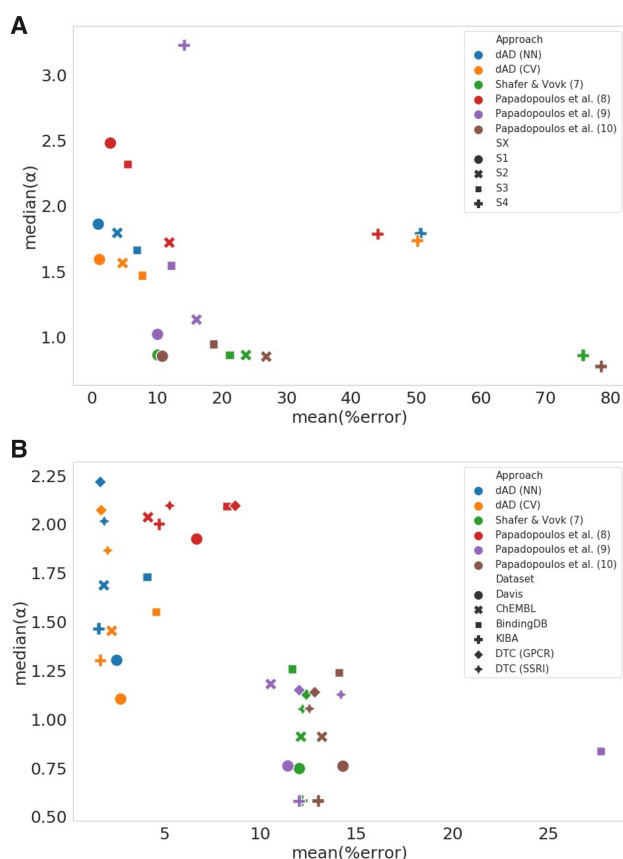 A
3.0
2.5
2.0
1.5
1.0
median(α)
0 10 20 30 40 50 60 70 80
mean(%error)
Approach
dAD (NN)
dAD (CV)
Shafer & Vovk (7)
Papadopoulos et al. (8)
Papadopoulos et al. (9)
Papadopoulos et al. (10)
SX
S1
S2
S3
S4
B
2.25
2.00
1.75
1.50
1.25
1.00
0.75
0.50
median(α)
5 10 15 20 25
mean(%error)
Approach
dAD (NN)
dAD (CV)
Shafer & Vovk (7)
Papadopoulos et al. (8)
Papadopoulos et al. (9)
Papadopoulos et al. (10)
Dataset
Davis
ChEMBL
BindingDB
KIBA
DTC (GPCR)
DTC (SSRI)